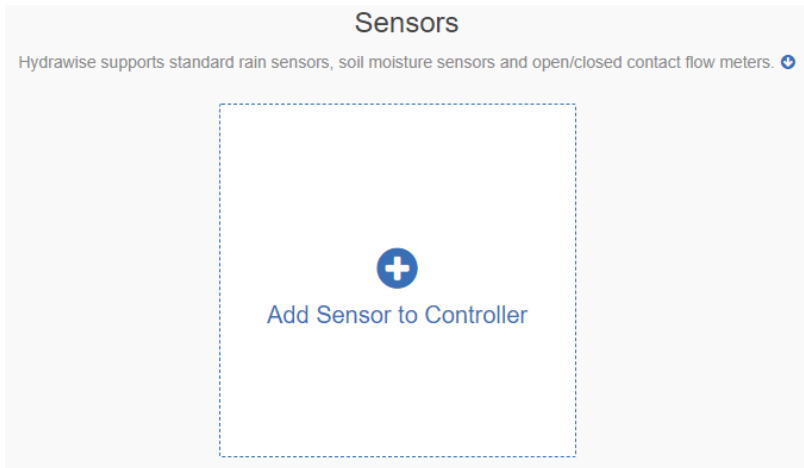 Sensors
Hydrawise supports standard rain sensors, soil moisture sensors and open/closed contact flow meters.
Add Sensor to Controller